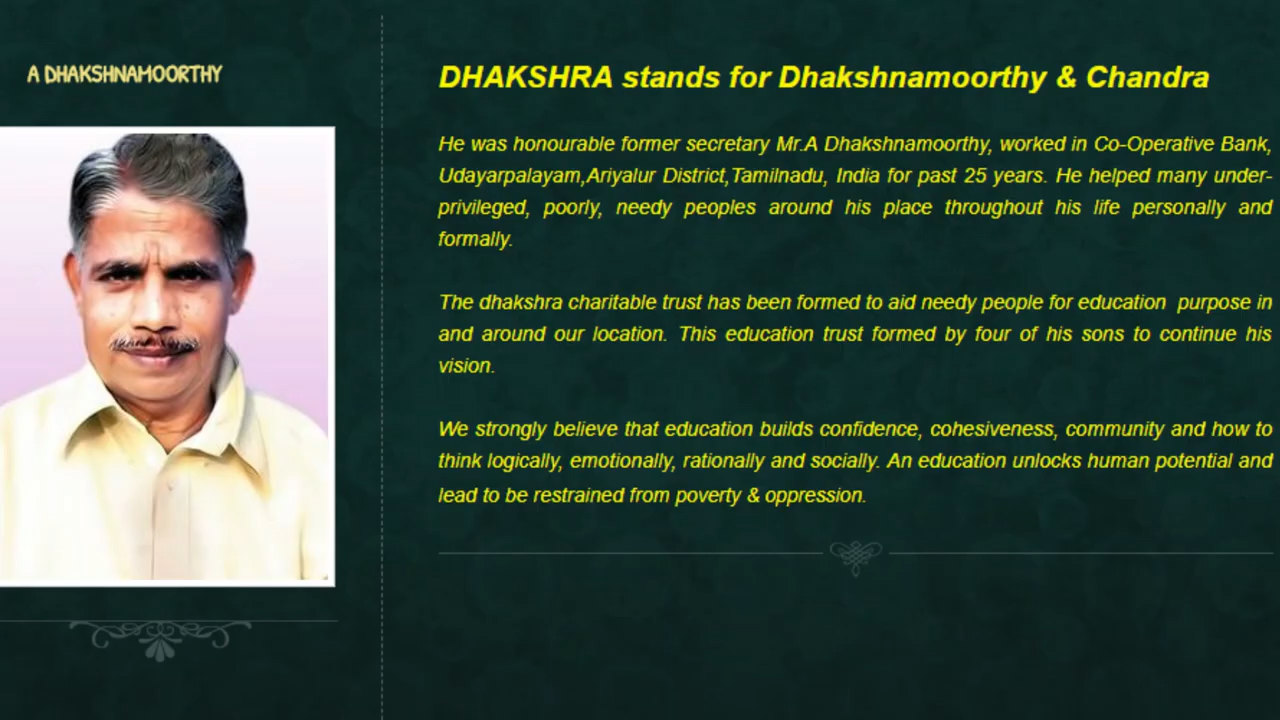 A DHAKSHNAMOORTHY
DHAKSHRA stands for Dhakshnamoorthy & Chandra
He was honourable former secretary Mr.A Dhakshnamoorthy, worked in Co-Operative Bank,
Udayarpalayam,Ariyalur District,Tamilnadu, India for past 25 years. He helped many under-
privileged, poorly, needy peoples around his place throughout his life personally and
formally.
The dhakshra charitable trust has been formed to aid needy people for education purpose in
and around our location. This education trust formed by four of his sons to continue his
vision.
We strongly believe that education builds confidence, cohesiveness, community and how to
think logically, emotionally, rationally and socially. An education unlocks human potential and
lead to be restrained from poverty & oppression.